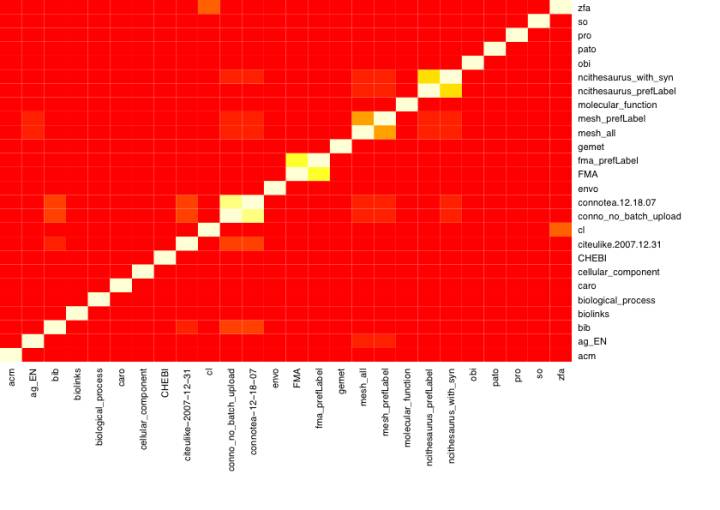 zfa
so
pro
pato
obi
ncithesaurus_with_syn
ncithesaurus_prefLabel
molecular_function
mesh_prefLabel
mesh_all
gemet
fma_prefLabel
FMA
envo
connotea.12.18.07
conno_no_batch_upload
cl
citeulike.2007.12.31
CHEBI
cellular_component
caro
biological_process
biolinks
bib
ag_EN
acm
acm
ag_EN
bib
biolinks
biological_process
caro
cellular_component
CHEBI
citeulike-2007-12-31
cl
conno_no_batch_upload
connotea-12-18-07
envo
FMA
fma_prefLabel
gemet
mesh_all
mesh_prefLabel
molecular_function
ncithesaurus_prefLabel
ncithesaurus_with_syn
obi
pato
pro
so
zfa